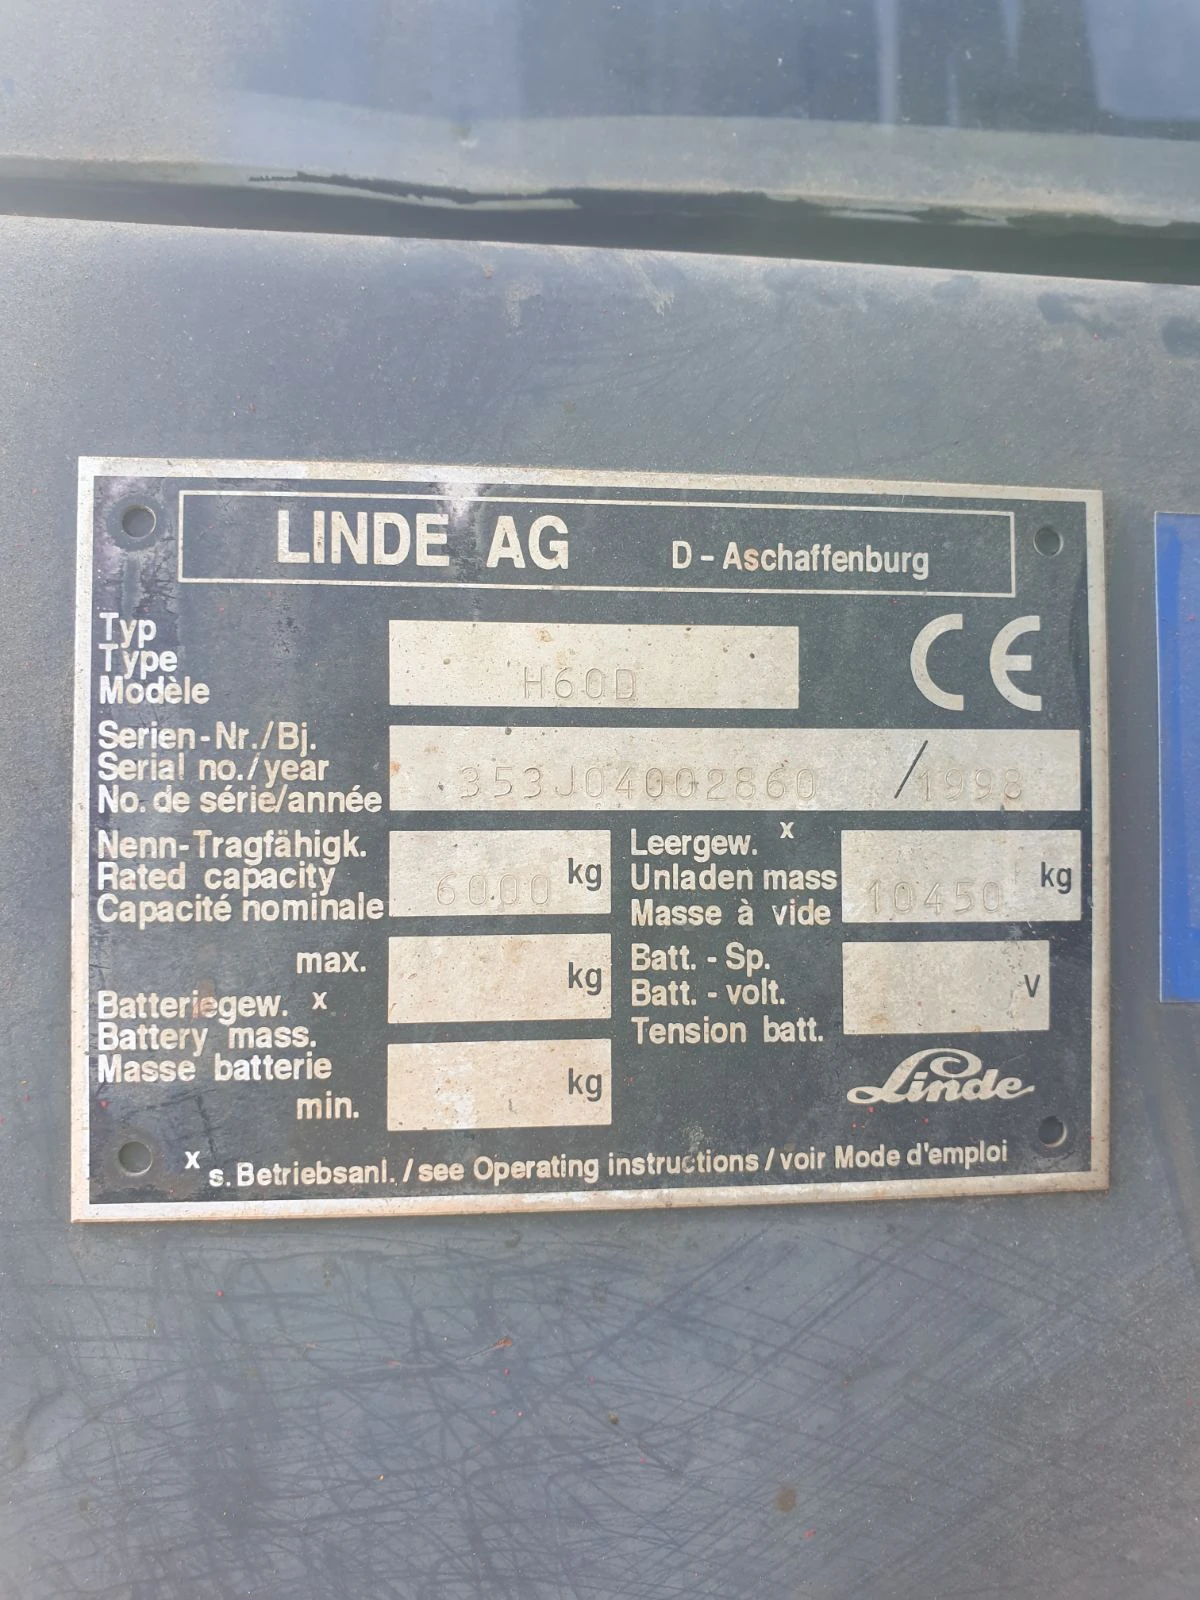 LINDE AG D - Aschaffenburg
Typ
Type
Modèle
H60D
CE
Serien-Nr./Bj.
Serial no./year
No. de série/année
353J04002860 / 1998
Nenn-Tragfähigk.
Rated capacity
Capacité nominale
6000 kg
Leergew. x
Unladen mass
Masse à vide
10450 kg
max.
kg
Batteriegew. x
Battery mass.
Masse batterie
min.
kg
Batt. - Sp.
Batt. - volt.
Tension batt.
V
Linde
x s. Betriebsanl. / see Operating instructions / voir Mode d'emploi